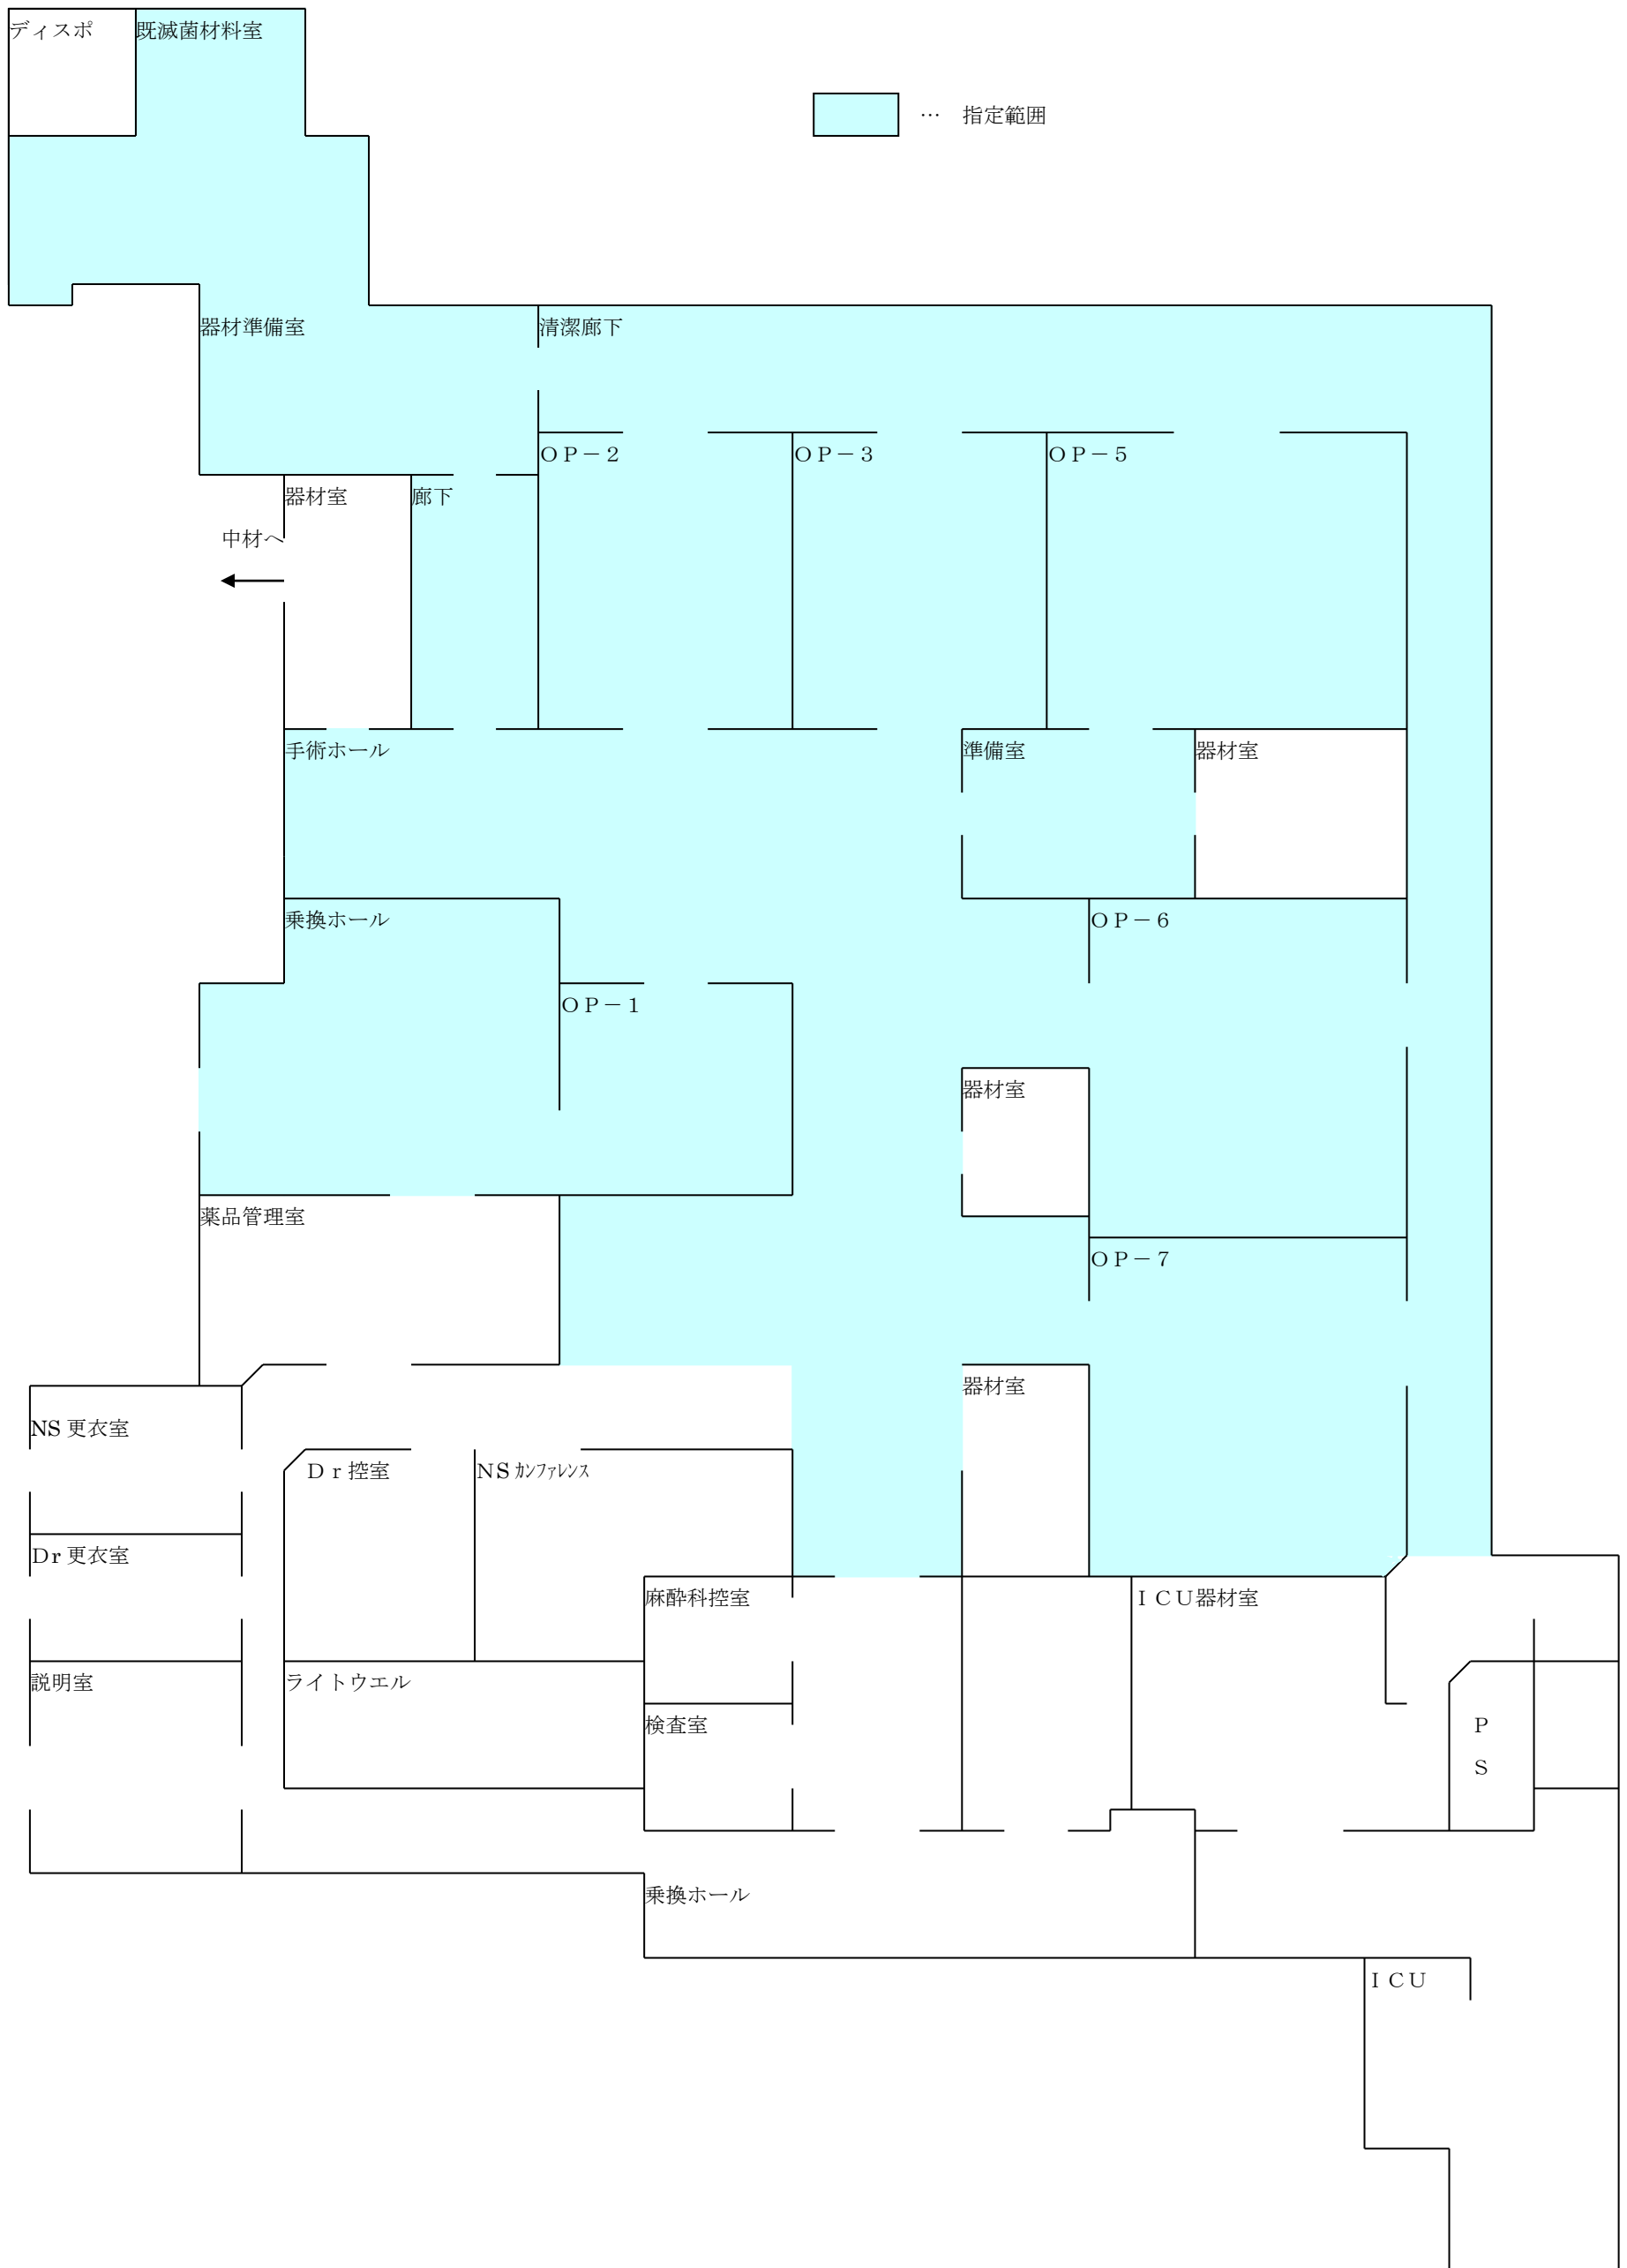 ディスポ
既滅菌材料室
… 指定範囲
器材準備室
清潔廊下
ＯＰ－２
ＯＰ－３
ＯＰ－５
器材室
廊下
中材へ
手術ホール
準備室
器材室
乗換ホール
ＯＰ－６
ＯＰ－１
器材室
薬品管理室
ＯＰ－７
器材室
NS 更衣室
Ｄｒ控室
ＮＳｶﾝﾌｧﾚﾝｽ
Ｄr 更衣室
麻酔科控室
ＩＣＵ器材室
説明室
ライトウエル
検査室
Ｐ
Ｓ
乗換ホール
ＩＣＵ